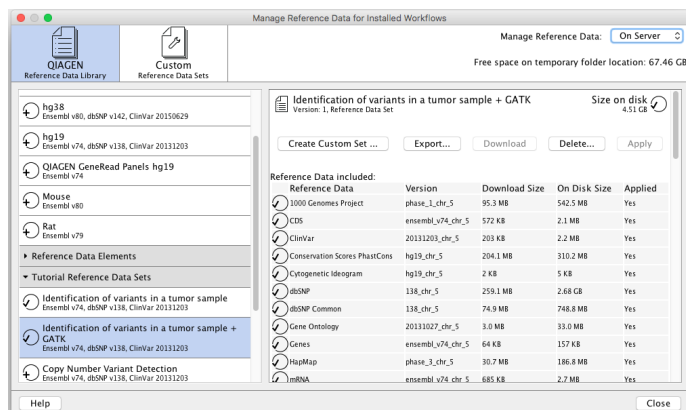 Manage Reference Data for Installed Workflows
QIAGEN
Reference Data Library
Custom
Reference Data Sets
Manage Reference Data: On Server
Free space on temporary folder location: 67.46 GB
hg38
Ensembl v80, dbSNP v142, ClinVar 20150629
hg19
Ensembl v74, dbSNP v138, ClinVar 20131203
QIAGEN GeneRead Panels hg19
Ensembl v74
Mouse
Ensembl v80
Rat
Ensembl v79
Reference Data Elements
Tutorial Reference Data Sets
Identification of variants in a tumor sample
Ensembl v74, dbSNP v138, ClinVar 20131203
Identification of variants in a tumor sample +
GATK
Ensembl v74, dbSNP v138, ClinVar 20131203
Copy Number Variant Detection
Ensembl v74, dbSNP v138, ClinVar 20131203
Identification of variants in a tumor sample + GATK
Version: 1, Reference Data Set
Size on disk
4.51 GB
Create Custom Set ... Export... Download Delete... Apply
Reference Data included:
Reference Data Version Download Size On Disk Size Applied
1000 Genomes Project phase_1_chr_5 95.3 MB 542.5 MB Yes
CDS ensembl_v74_chr_5 572 KB 2.1 MB Yes
ClinVar 20131203_chr_5 203 KB 2.2 MB Yes
Conservation Scores PhastCons hg19_chr_5 204.1 MB 310.2 MB Yes
Cytogenetic Ideogram hg19_chr_5 2 KB 5 KB Yes
dbSNP 138_chr_5 259.1 MB 2.68 GB Yes
dbSNP Common 138_chr_5 74.9 MB 748.8 MB Yes
Gene Ontology 20131027_chr_5 3.0 MB 33.0 MB Yes
Genes ensembl_v74_chr_5 64 KB 157 KB Yes
HapMap phase_3_chr_5 30.7 MB 186.8 MB Yes
mRNA ensembl_v74_chr_5 685 KB 2.7 MB Yes
Help
Close